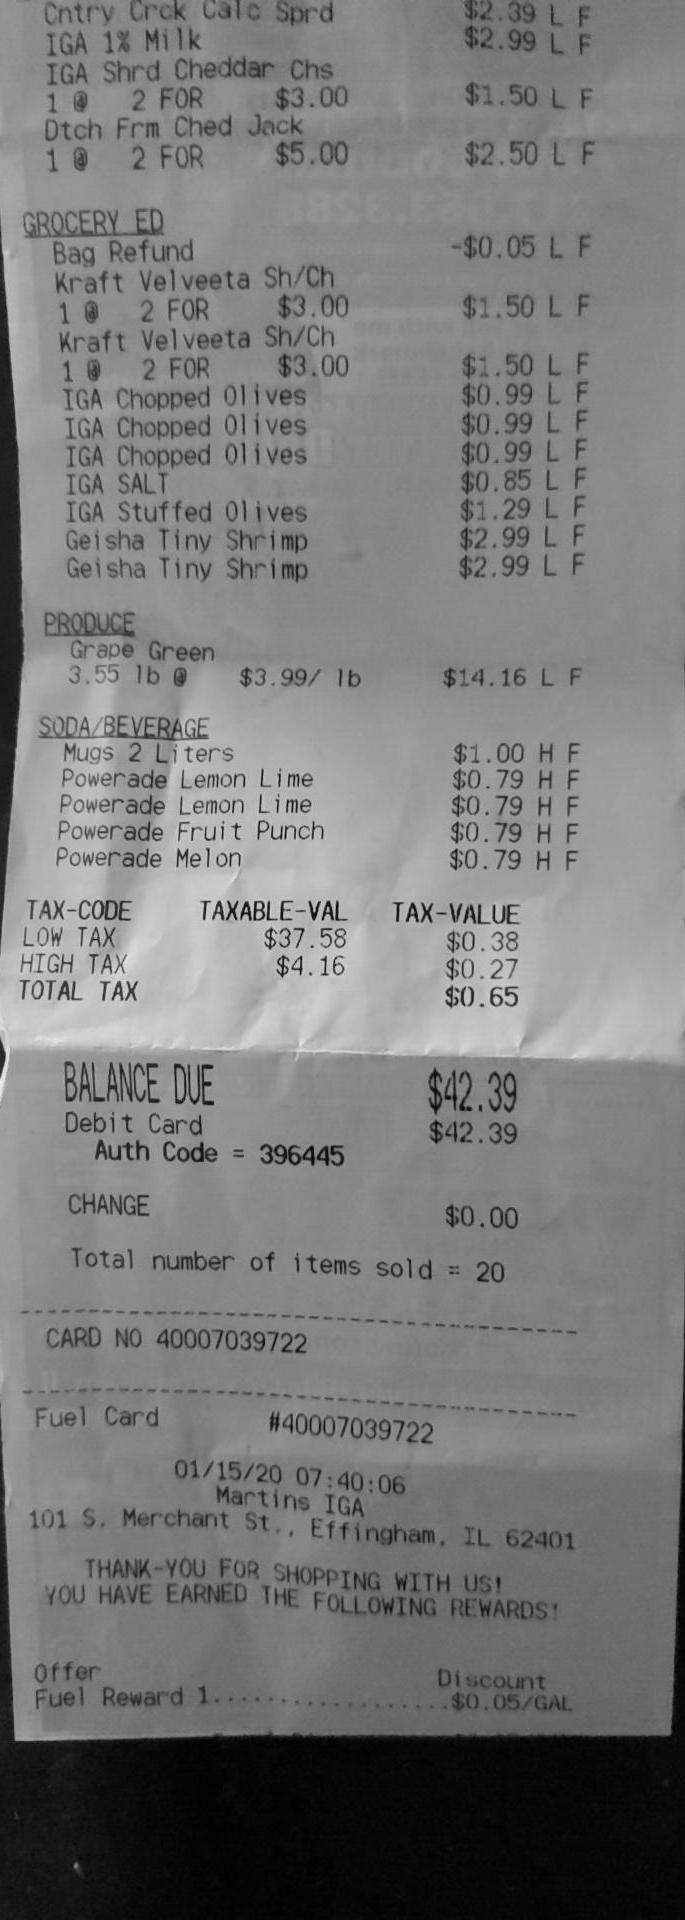 Cntry Crck Calc Sprd $2.39 L F
IGA 1% Milk $2.99 L F
IGA Shrd Cheddar Chs
1 @ 2 FOR $3.00 $1.50 L F
Dtch Frm Ched Jack
1 @ 2 FOR $5.00 $2.50 L F
GROCERY ED
Bag Refund -$0.05 L F
Kraft Velveeta Sh/Ch
1 @ 2 FOR $3.00 $1.50 L F
Kraft Velveeta Sh/Ch
1 @ 2 FOR $3.00 $1.50 L F
IGA Chopped Olives $0.99 L F
IGA Chopped Olives $0.99 L F
IGA Chopped Olives $0.99 L F
IGA SALT $0.85 L F
IGA Stuffed Olives $1.29 L F
Geisha Tiny Shrimp $2.99 L F
Geisha Tiny Shrimp $2.99 L F
PRODUCE
Grape Green
3.55 lb @ $3.99/ lb $14.16 L F
SODA/BEVERAGE
Mugs 2 Liters $1.00 H F
Powerade Lemon Lime $0.79 H F
Powerade Lemon Lime $0.79 H F
Powerade Fruit Punch $0.79 H F
Powerade Melon $0.79 H F
TAX-CODE TAXABLE-VAL TAX-VALUE
LOW TAX $37.58 $0.38
HIGH TAX $4.16 $0.27
TOTAL TAX $0.65
BALANCE DUE $42.39
Debit Card $42.39
Auth Code = 396445
CHANGE $0.00
Total number of items sold = 20
CARD NO 40007039722
Fuel Card #40007039722
01/15/20 07:40:06
Martins IGA
101 S. Merchant St., Effingham, IL 62401
THANK-YOU FOR SHOPPING WITH US!
YOU HAVE EARNED THE FOLLOWING REWARDS!
Offer Discount
Fuel Reward 1..................$0.05/GAL